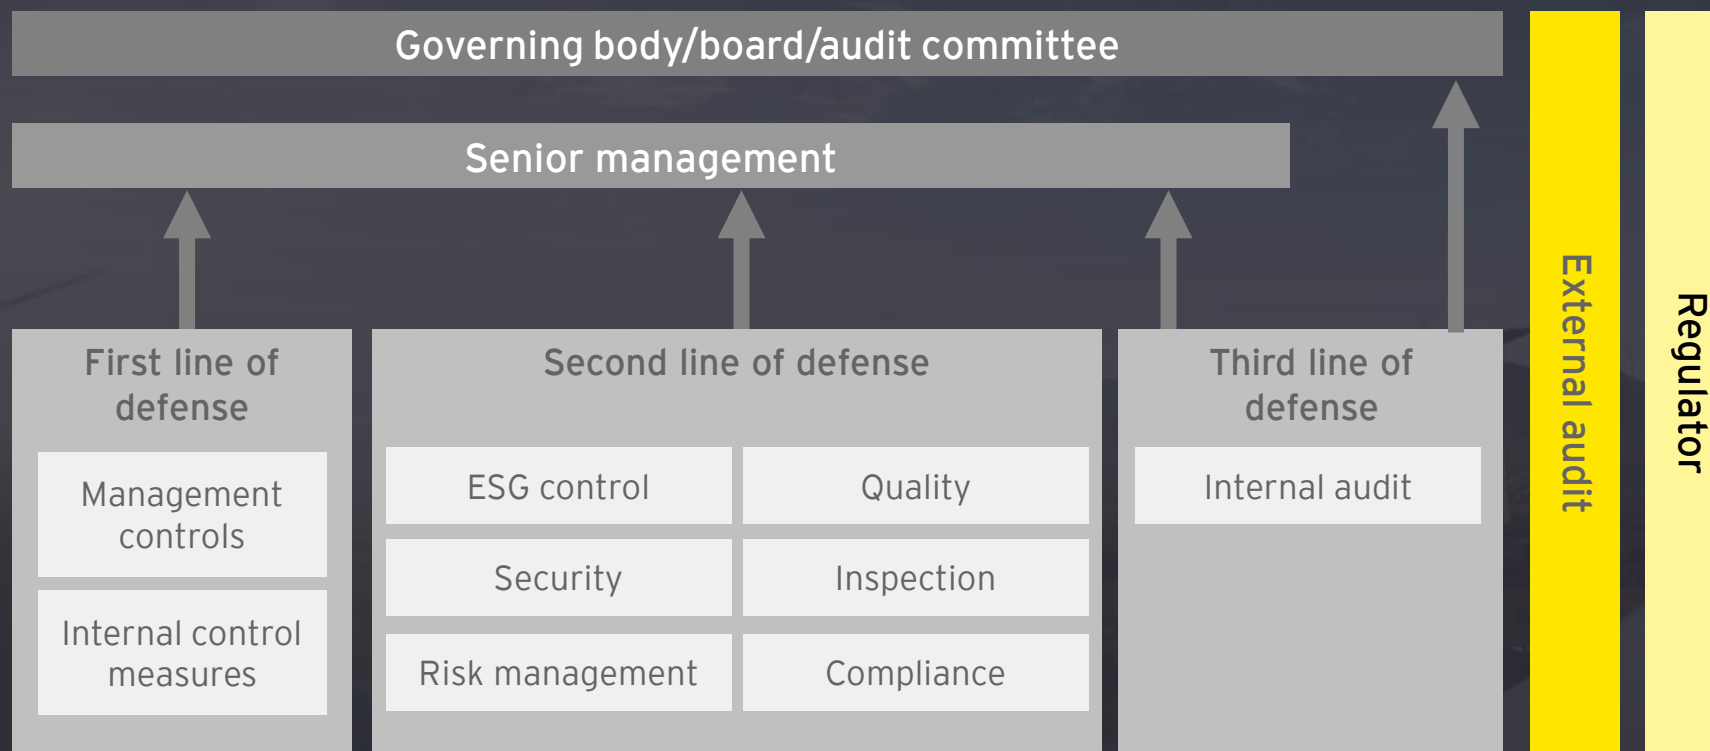 Governing body/board/audit committee
Senior management
First line of
defense
Management
controls
Internal control
measures
Second line of defense
ESG control
Quality
Security
Inspection
Risk management
Compliance
Third line of
defense
Internal audit
External audit
Regulator